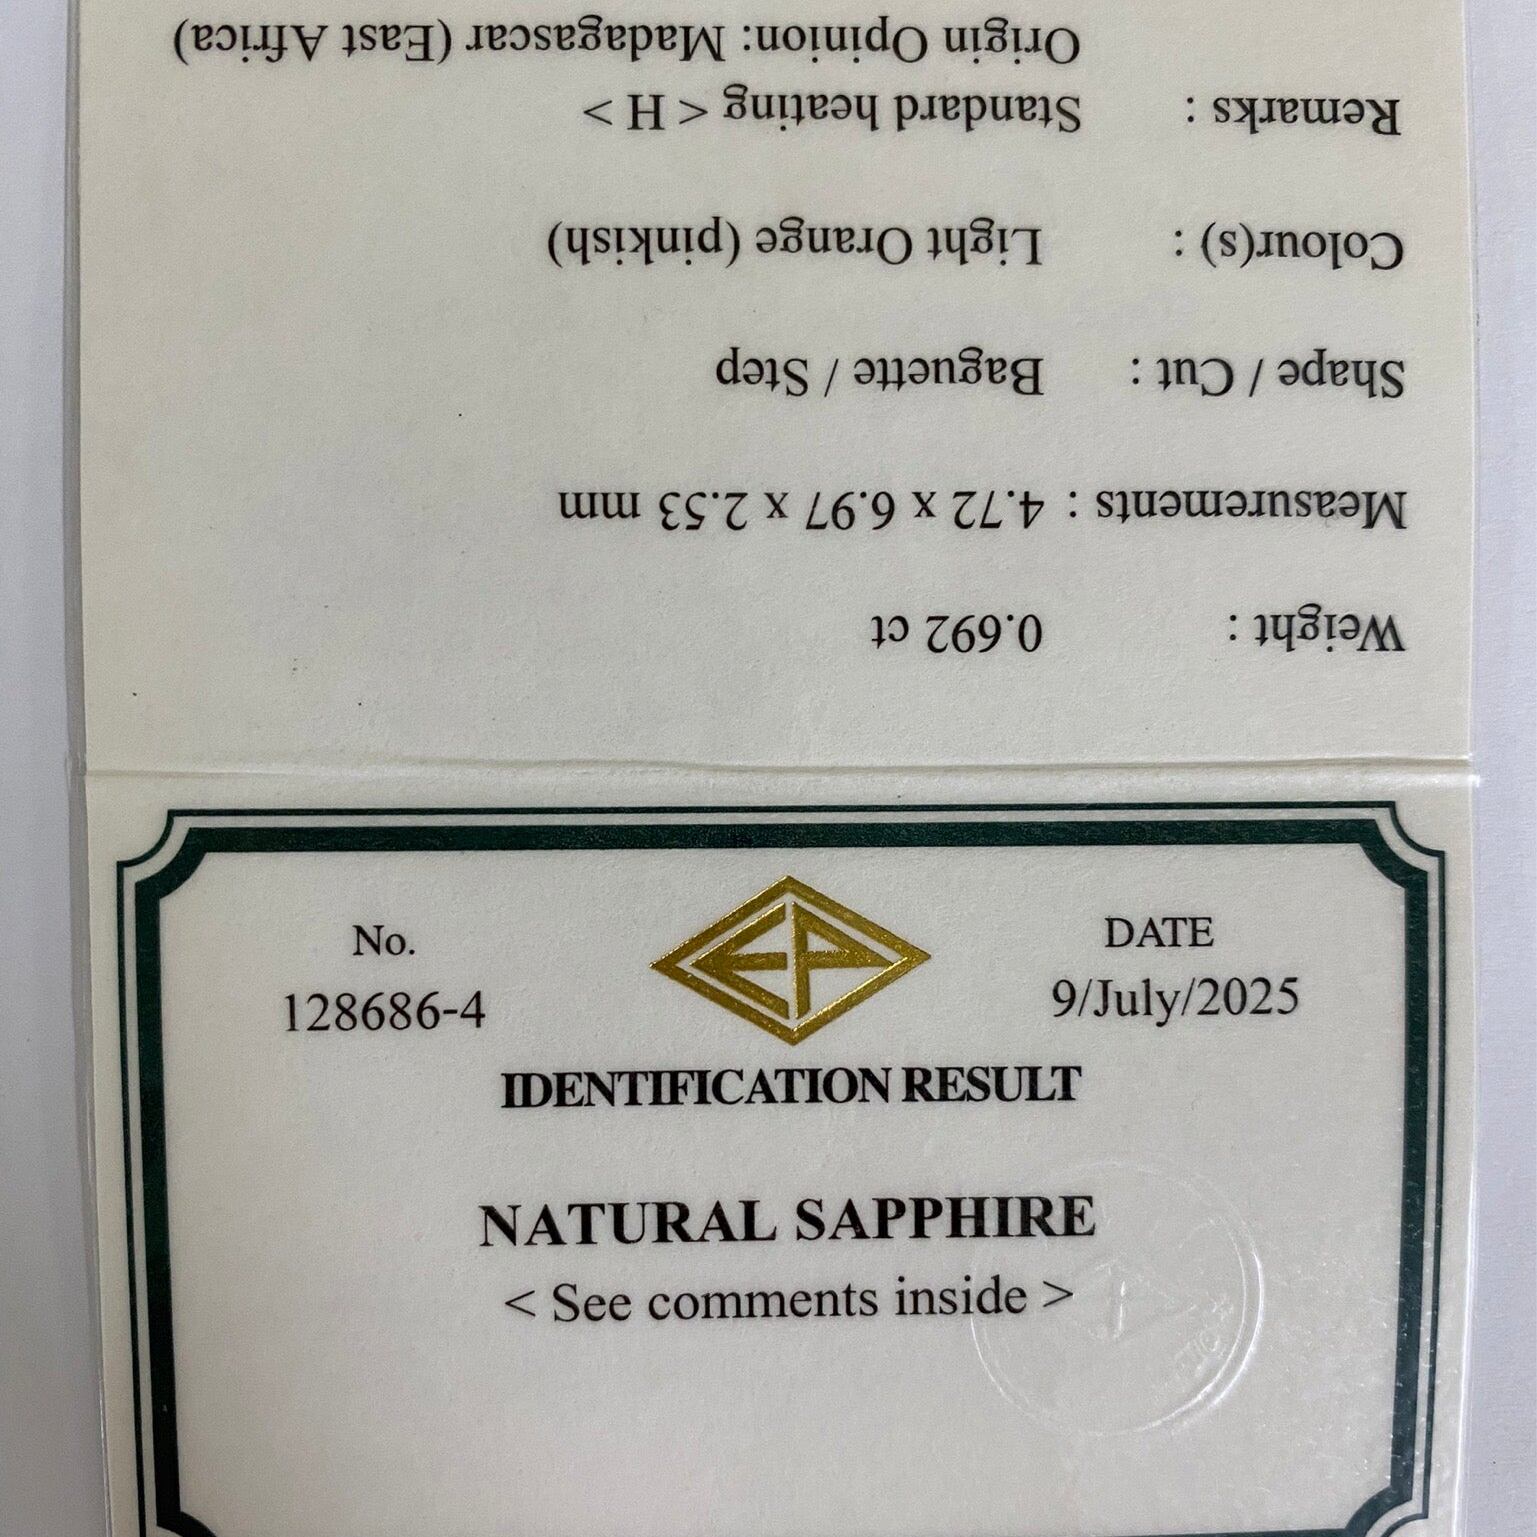 Weight : 0.692 ct
Measurements : 4.72 x 6.97 x 2.53 mm
Shape / Cut : Baguette / Step
Colour(s) : Light Orange (pinkish)
Remarks : Standard heating < H >
Origin Opinion: Madagascar (East Africa)
No. DATE
128686-4 9/July/2025
IDENTIFICATION RESULT
NATURAL SAPPHIRE
< See comments inside >